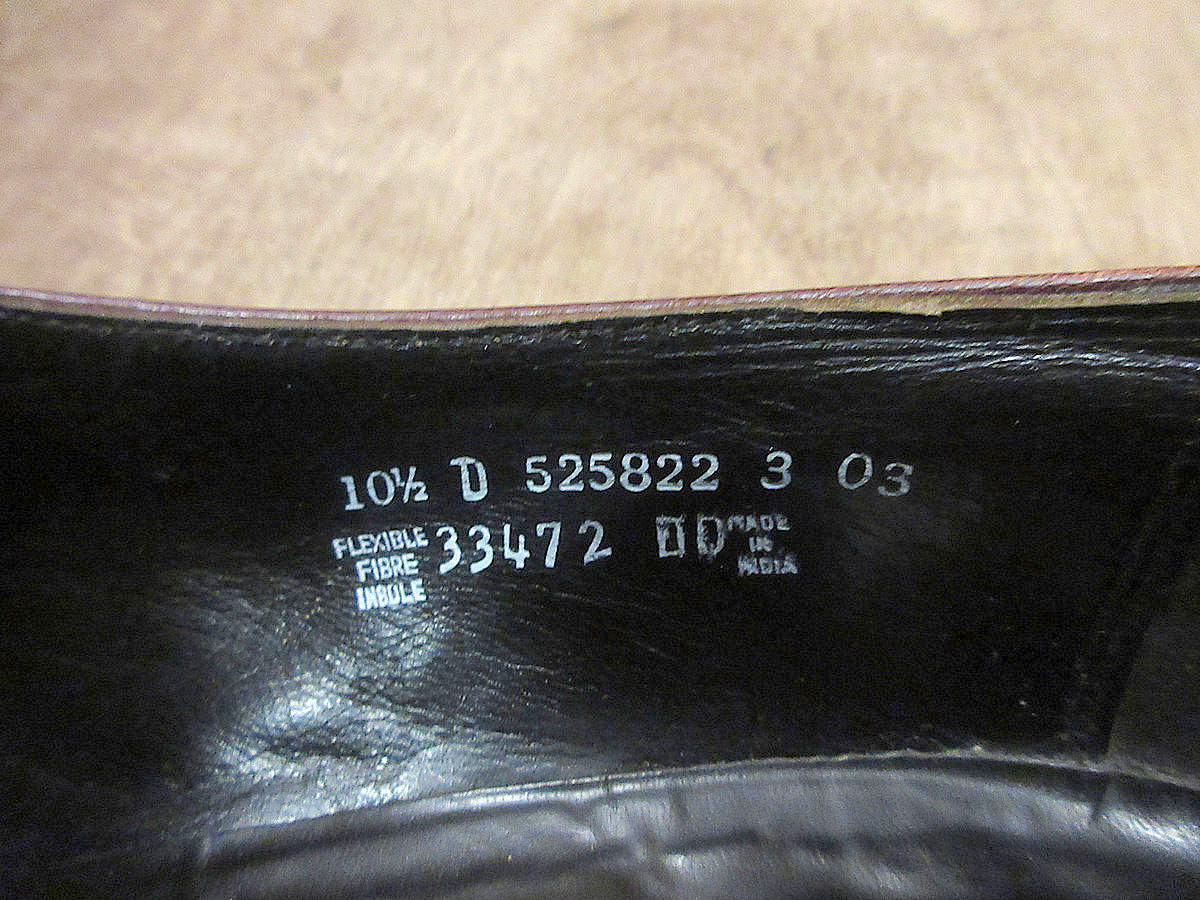 10½ D 525822 3 03
FLEXIBLE
FIBRE
INSOLE
33472 DD
MADE
IN
INDIA